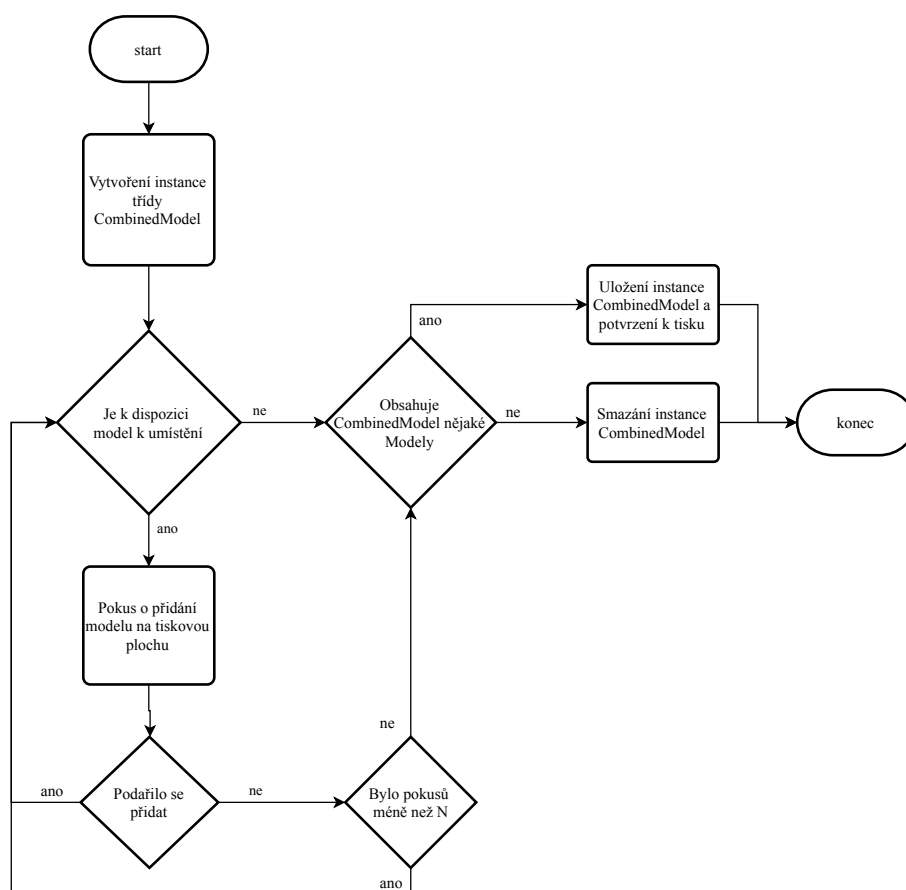 start
Vytvoření instance
třídy
CombinedModel
Je k dispozici
model k umístění
ne
ano
Pokus o přidání
modelu na tiskovou
plochu
Podařilo se
přidat
ano
ne
Bylo pokusů
méně než N
ne
ano
Obsahuje
CombinedModel nějaké
Modely
ano
ne
Uložení instance
CombinedModel a
potvrzení k tisku
Smazání instance
CombinedModel
konec